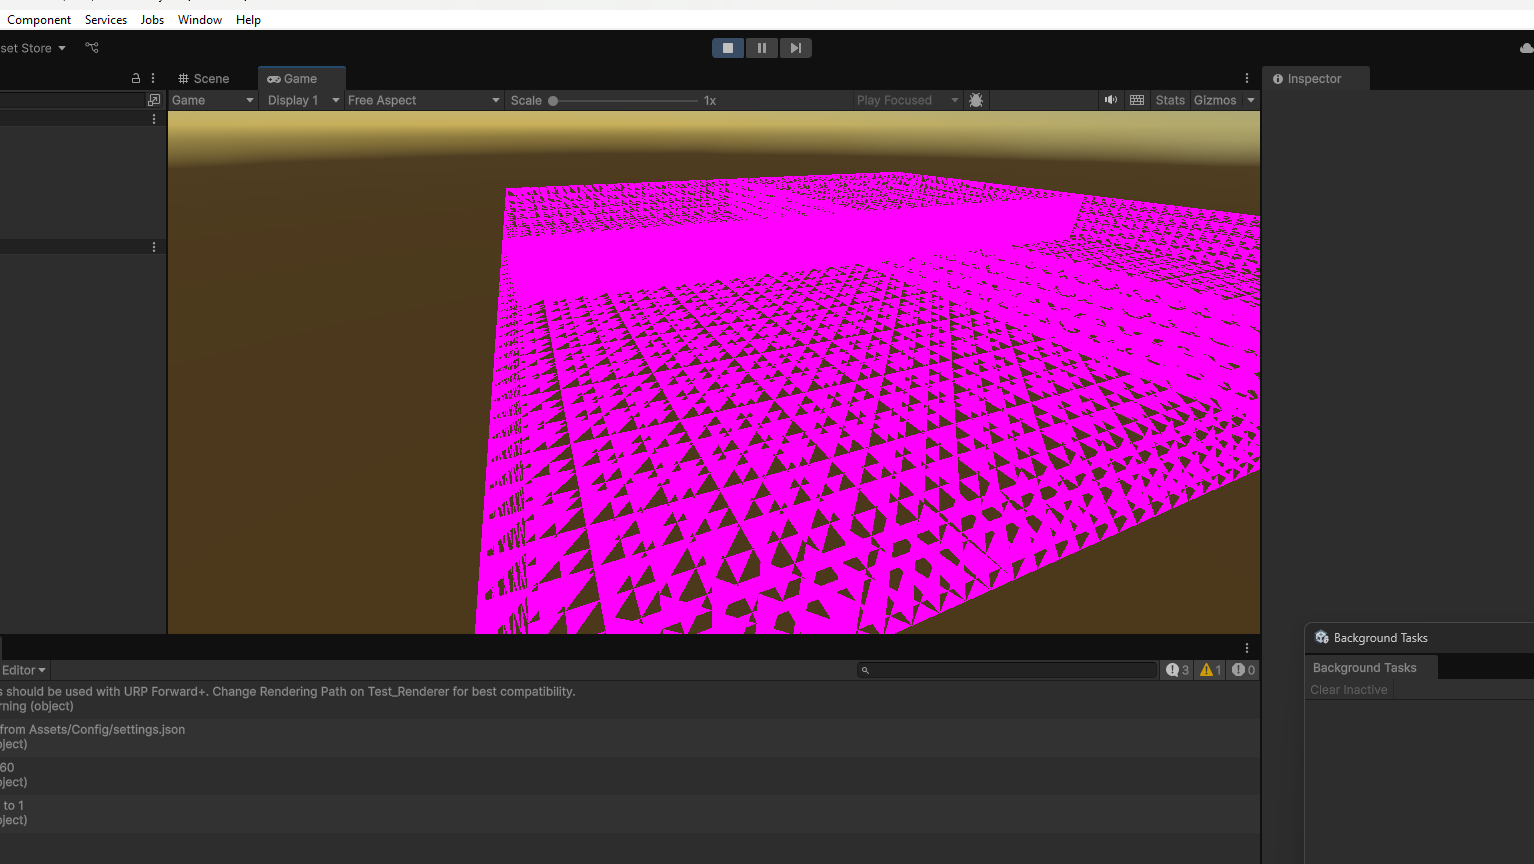 Component Services Jobs Window Help
set Store
Scene Game
Inspector
Game Display 1 Free Aspect Scale 1x Play Focused Stats Gizmos
Background Tasks
Background Tasks
Clear Inactive
Editor 3 1 0
s should be used with URP Forward+. Change Rendering Path on Test_Renderer for best compatibility.
rning (object)
from Assets/Config/settings.json
ject)
60
ject)
to 1
ject)